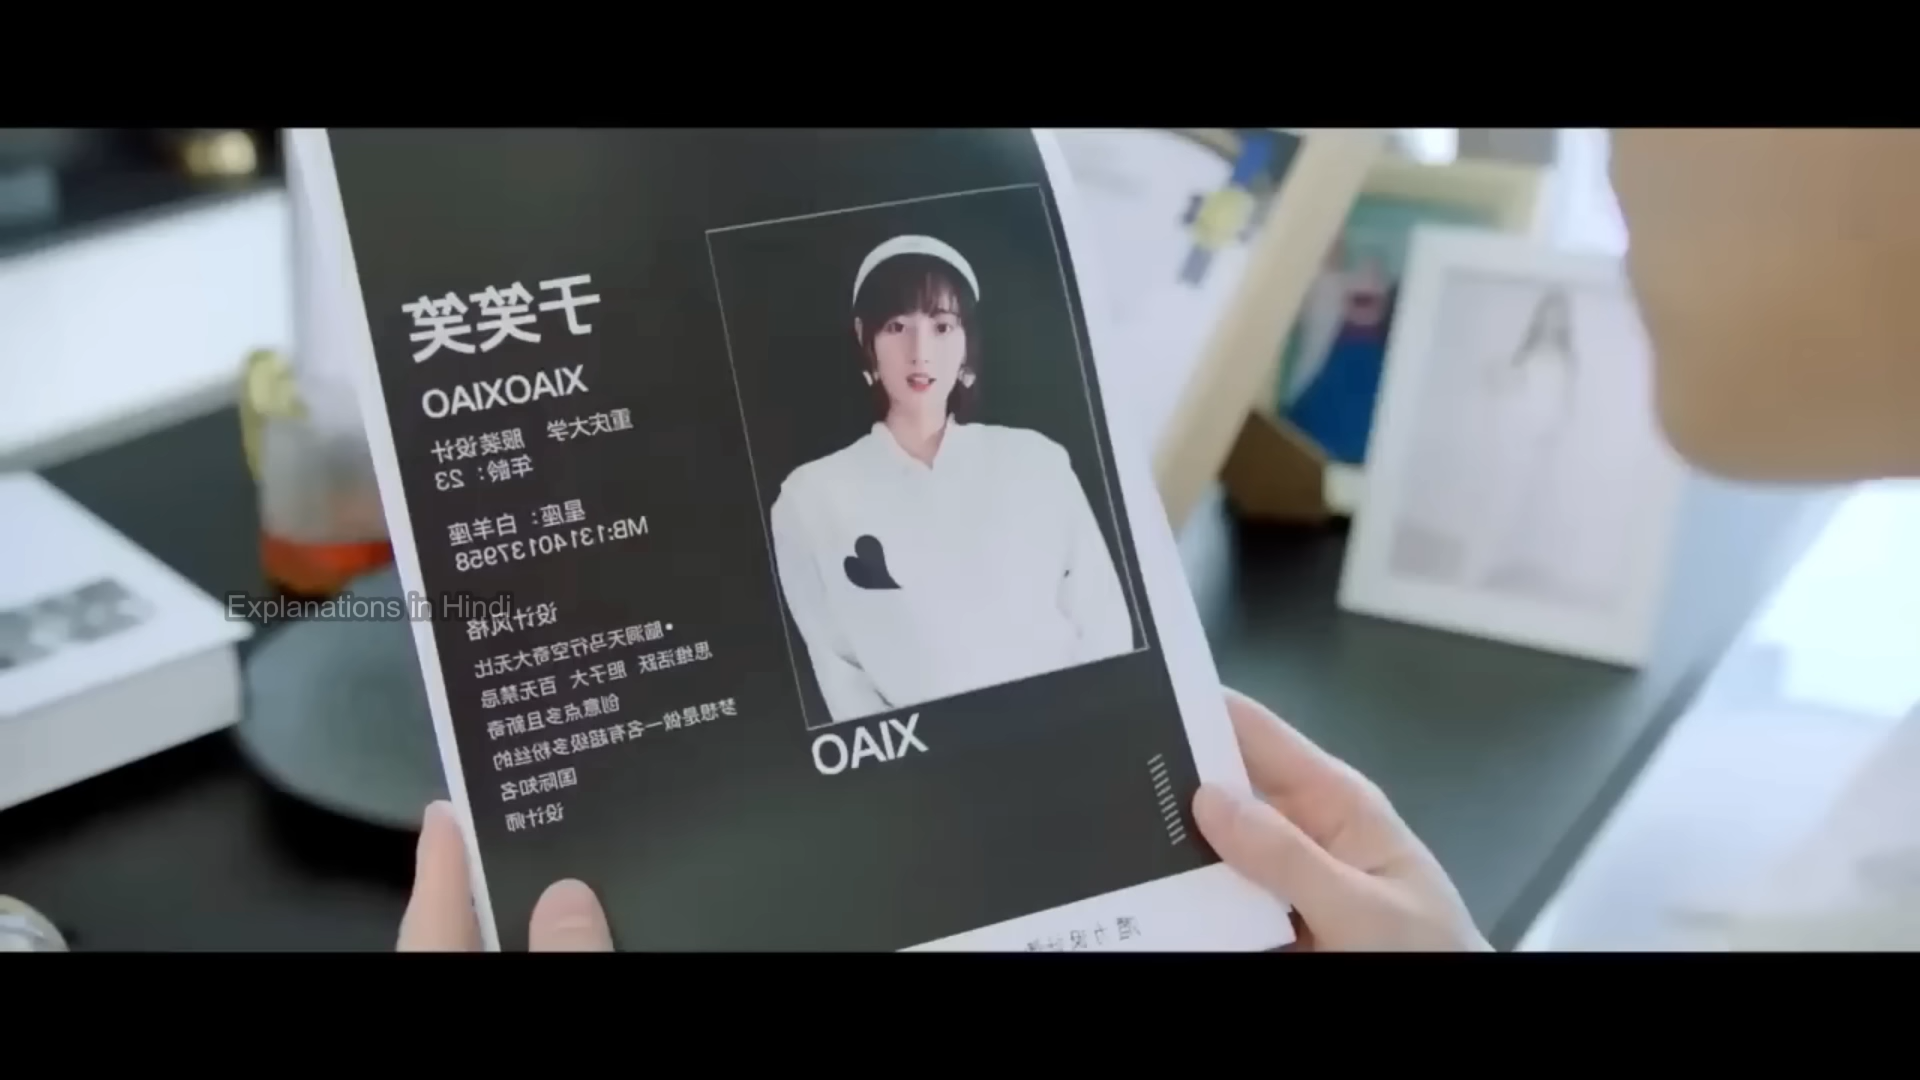 于笑笑
XIAOXIAO
重庆大学 服装设计
年龄：23
星座：白羊座
MB:13140137958
设计风格
•脑洞天马行空奇大无比
思维活跃 胆子大 百无禁忌
创意点多且新奇
梦想是做一名有超级多粉丝的
国际知名
设计师
XIAO
Explanations in Hindi